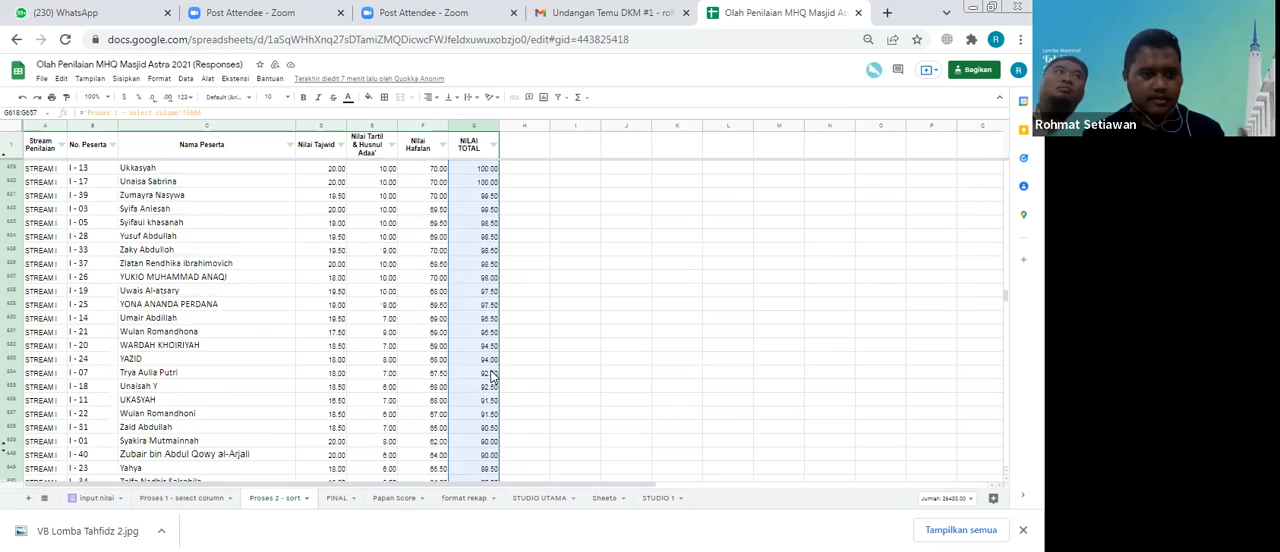 (230) WhatsApp
Post Attendee - Zoom
Post Attendee - Zoom
Undangan Temu DKM #1 - roh
Olah Penilaian MHQ Masjid Astra
docs.google.com/spreadsheets/d/1aSqWHhXnq27sDTamiZMQDicwcFWJfeIdxuwuxobzjo0/edit#gid=443825418
Olah Penilaian MHQ Masjid Astra 2021 (Responses)
File Edit Tampilan Sisipkan Format Data Alat Ekstensi Bantuan Terakhir diedit 7 menit lalu oleh Quokka Anonim
Bagikan
R
100% $ % .0 .00 123 Default (Ari... 10 B I S A
G618:G657 fx ='Proses 1 - select column'!G866
A B C D E F G H I J K L M N O P Q
1 Stream Penilaian No. Peserta Nama Peserta Nilai Tajwid Nilai Tartil & Husnul Adaa' Nilai Hafalan NILAI TOTAL
STREAM I I - 13 Ukkasyah 20.00 10.00 70.00 100.00
STREAM I I - 17 Unaisa Sabrina 20.00 10.00 70.00 100.00
STREAM I I - 39 Zumayra Nasywa 19.50 10.00 70.00 99.50
STREAM I I - 03 Syifa Aniesah 20.00 10.00 69.50 99.50
STREAM I I - 05 Syifaul khasanah 19.00 10.00 69.50 98.50
STREAM I I - 28 Yusuf Abdullah 19.50 10.00 69.00 98.50
STREAM I I - 33 Zaky Abdulloh 19.50 9.00 70.00 98.50
STREAM I I - 37 Zlatan Rendhika ibrahimovich 20.00 10.00 68.50 98.50
STREAM I I - 26 YUKIO MUHAMMAD ANAQI 18.00 10.00 70.00 98.00
STREAM I I - 19 Uwais Al-atsary 19.50 10.00 68.00 97.50
STREAM I I - 25 YONA ANANDA PERDANA 19.00 9.00 69.50 97.50
STREAM I I - 14 Umair Abdillah 19.50 7.00 69.00
STREAM I I - 21 Wulan Romandhona 17.50 9.00 69.00
STREAM I I - 20 WARDAH KHOIRIYAH 18.50 7.00 69.00 94.50
STREAM I I - 24 YAZID 18.00 8.00 68.00 94.00
STREAM I I - 07 Trya Aulia Putri 18.00 7.00 67.50
STREAM I I - 18 Unaisah Y 18.50 6.00 68.00 92.50
STREAM I I - 11 UKASYAH 16.50 7.00 68.00 91.50
STREAM I I - 22 Wulan Romandhoni 18.50 6.00 67.00 91.50
STREAM I I - 31 Zaid Abdullah 18.50 7.00 65.00 90.50
STREAM I I - 01 Syakira Mutmainnah 20.00 8.00 62.00 90.00
STREAM I I - 40 Zubair bin Abdul Qowy al-Arjali 20.00 6.00 64.00 90.00
STREAM I I - 23 Yahya 18.00 6.00 65.50 89.50
input nilai Proses 1 - select column Proses 2 - sort FINAL Papan Score format rekap STUDIO UTAMA Sheet6 STUDIO 1 Jumlah: 26433.00
VB Lomba Tahfidz 2.jpg
Tampilkan semua
Lomba Nasional
Rohmat Setiawan